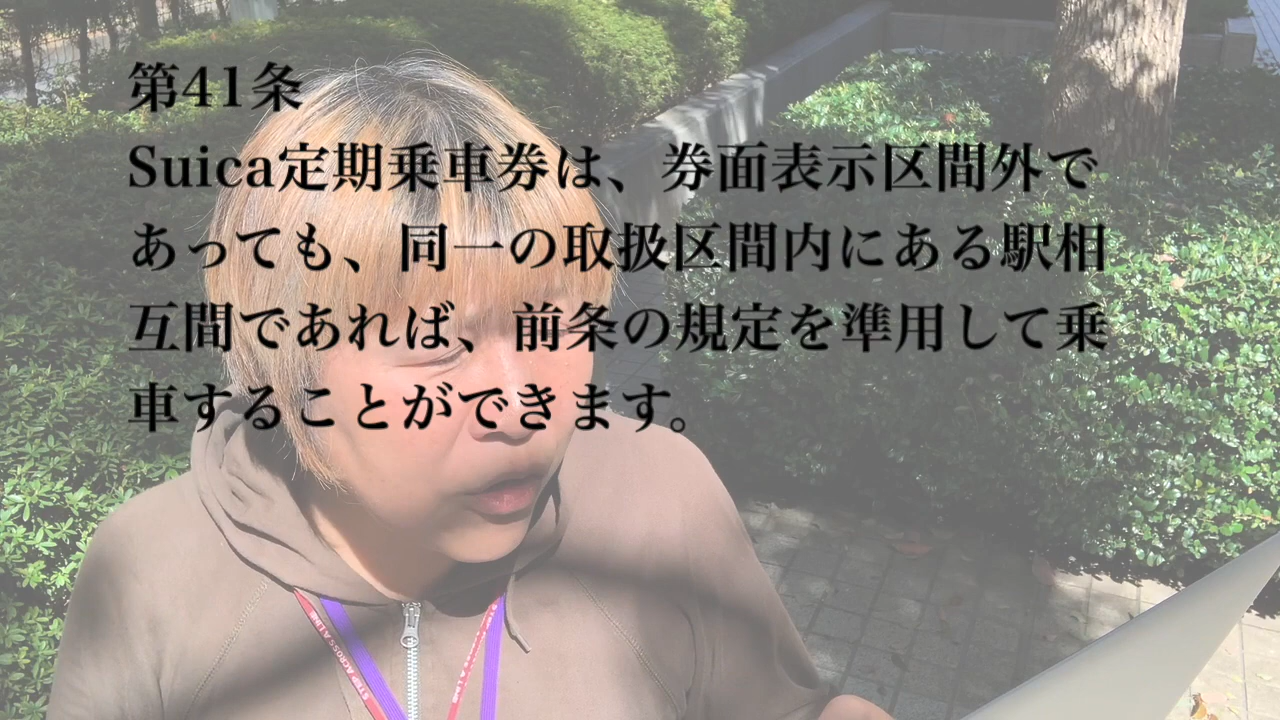 第41条
Suica定期乗車券は、券面表示区間外で
あっても、同一の取扱区間内にある駅相
互間であれば、前条の規定を準用して乗
車することができます。